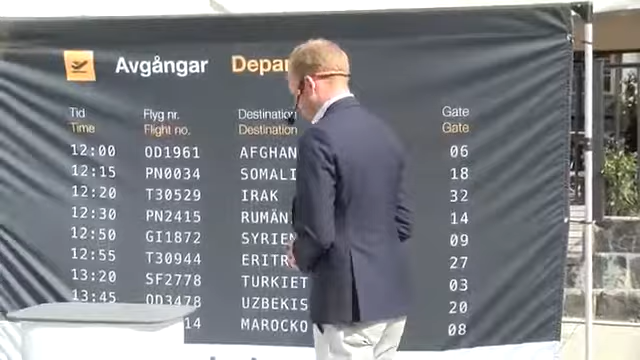 Avgångar Depar
Tid Flyg nr. Destination Gate
Time Flight no. Destination Gate
12:00 OD1961 AFGHAN 06
12:15 PN0034 SOMALI 18
12:20 T30529 IRAK 32
12:30 PN2415 RUMÄN 14
12:50 GI1872 SYRIEN 09
12:55 T30944 ERIT 27
13:20 SF2778 TURKIET 03
13:45 OD3478 UZBEKIS 20
14 MAROCKO 08